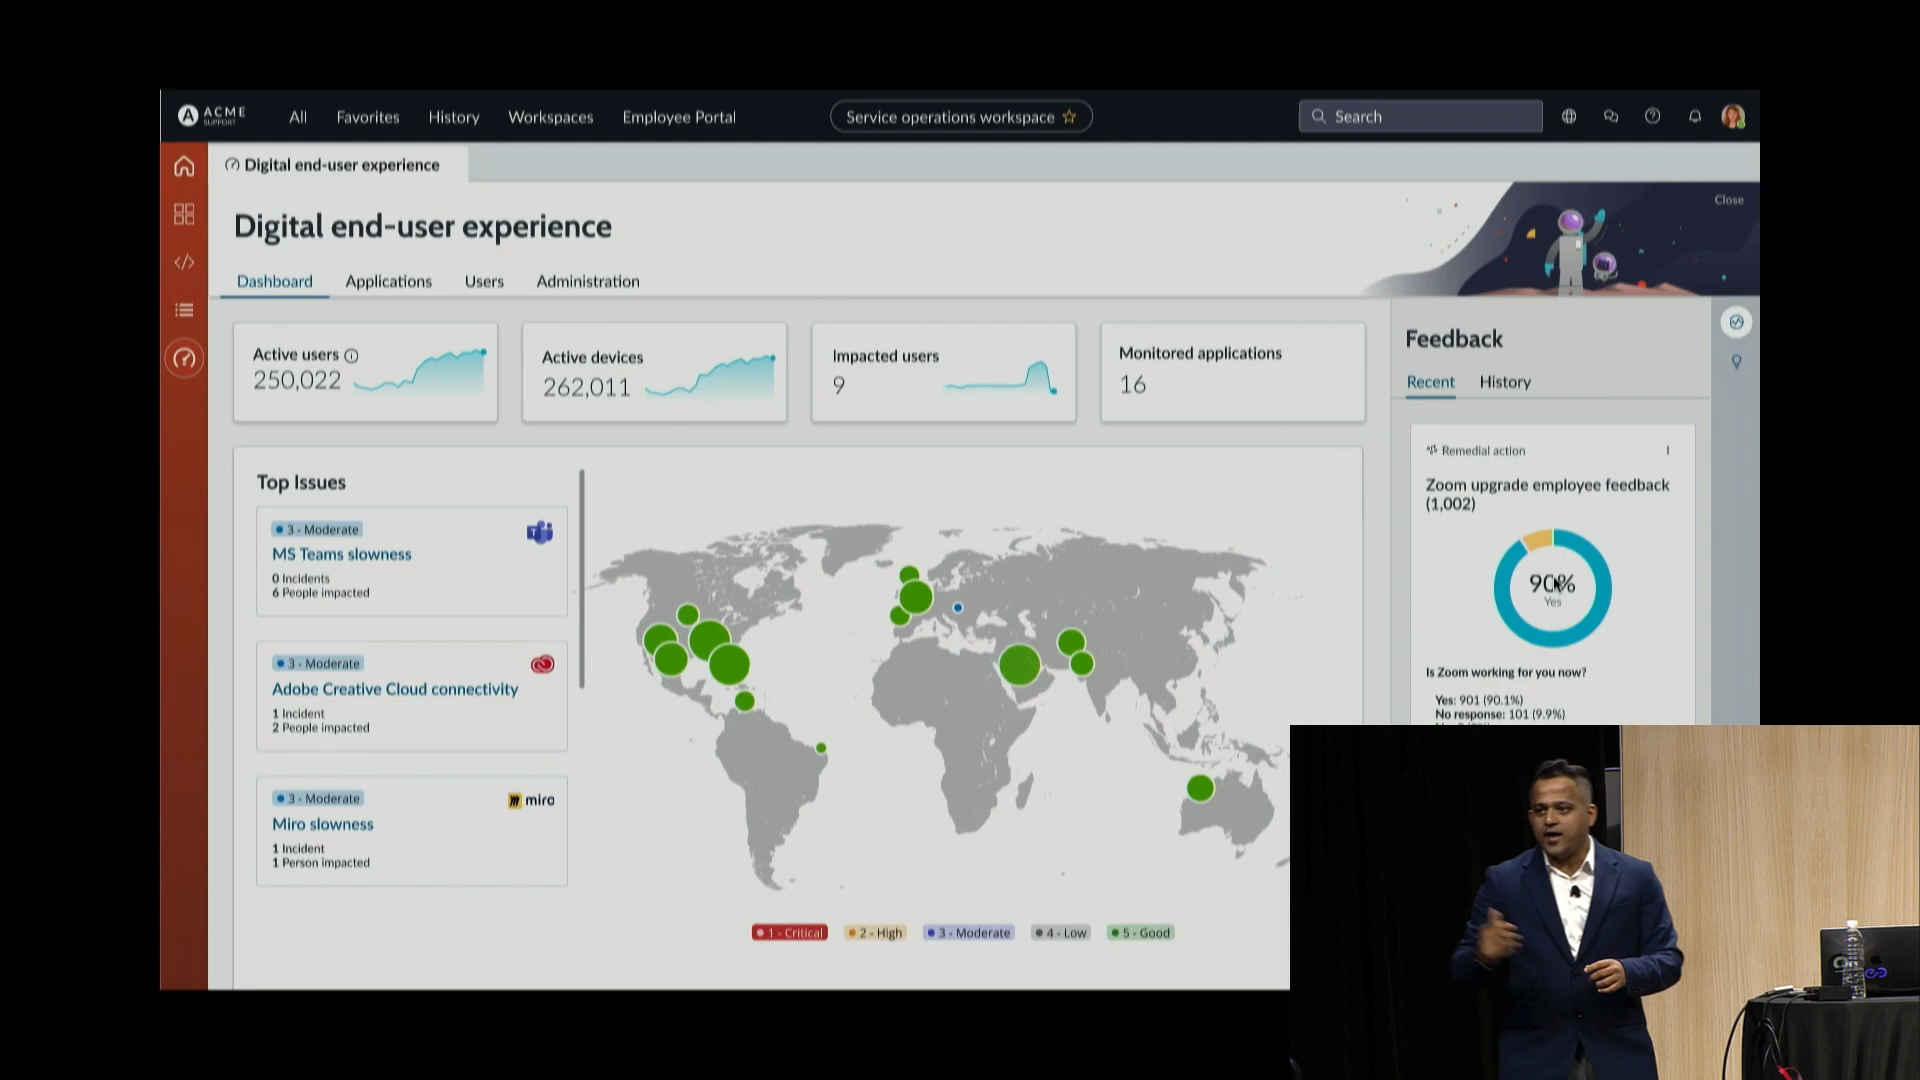 ACME
SUPPORT
All
Favorites
History
Workspaces
Employee Portal
Service operations workspace
Search
Digital end-user experience
Close
Digital end-user experience
Dashboard
Applications
Users
Administration
Active users
250,022
Active devices
262,011
Impacted users
9
Monitored applications
16
Feedback
Recent
History
Remedial action
Zoom upgrade employee feedback
(1,002)
90%
Yes
Is Zoom working for you now?
Yes: 901 (90.1%)
No response: 101 (9.9%)
Top Issues
3 - Moderate
MS Teams slowness
0 Incidents
6 People impacted
3 - Moderate
Adobe Creative Cloud connectivity
1 Incident
2 People impacted
3 - Moderate
miro
Miro slowness
1 Incident
1 Person impacted
1 - Critical
2 - High
3 - Moderate
4 - Low
5 - Good